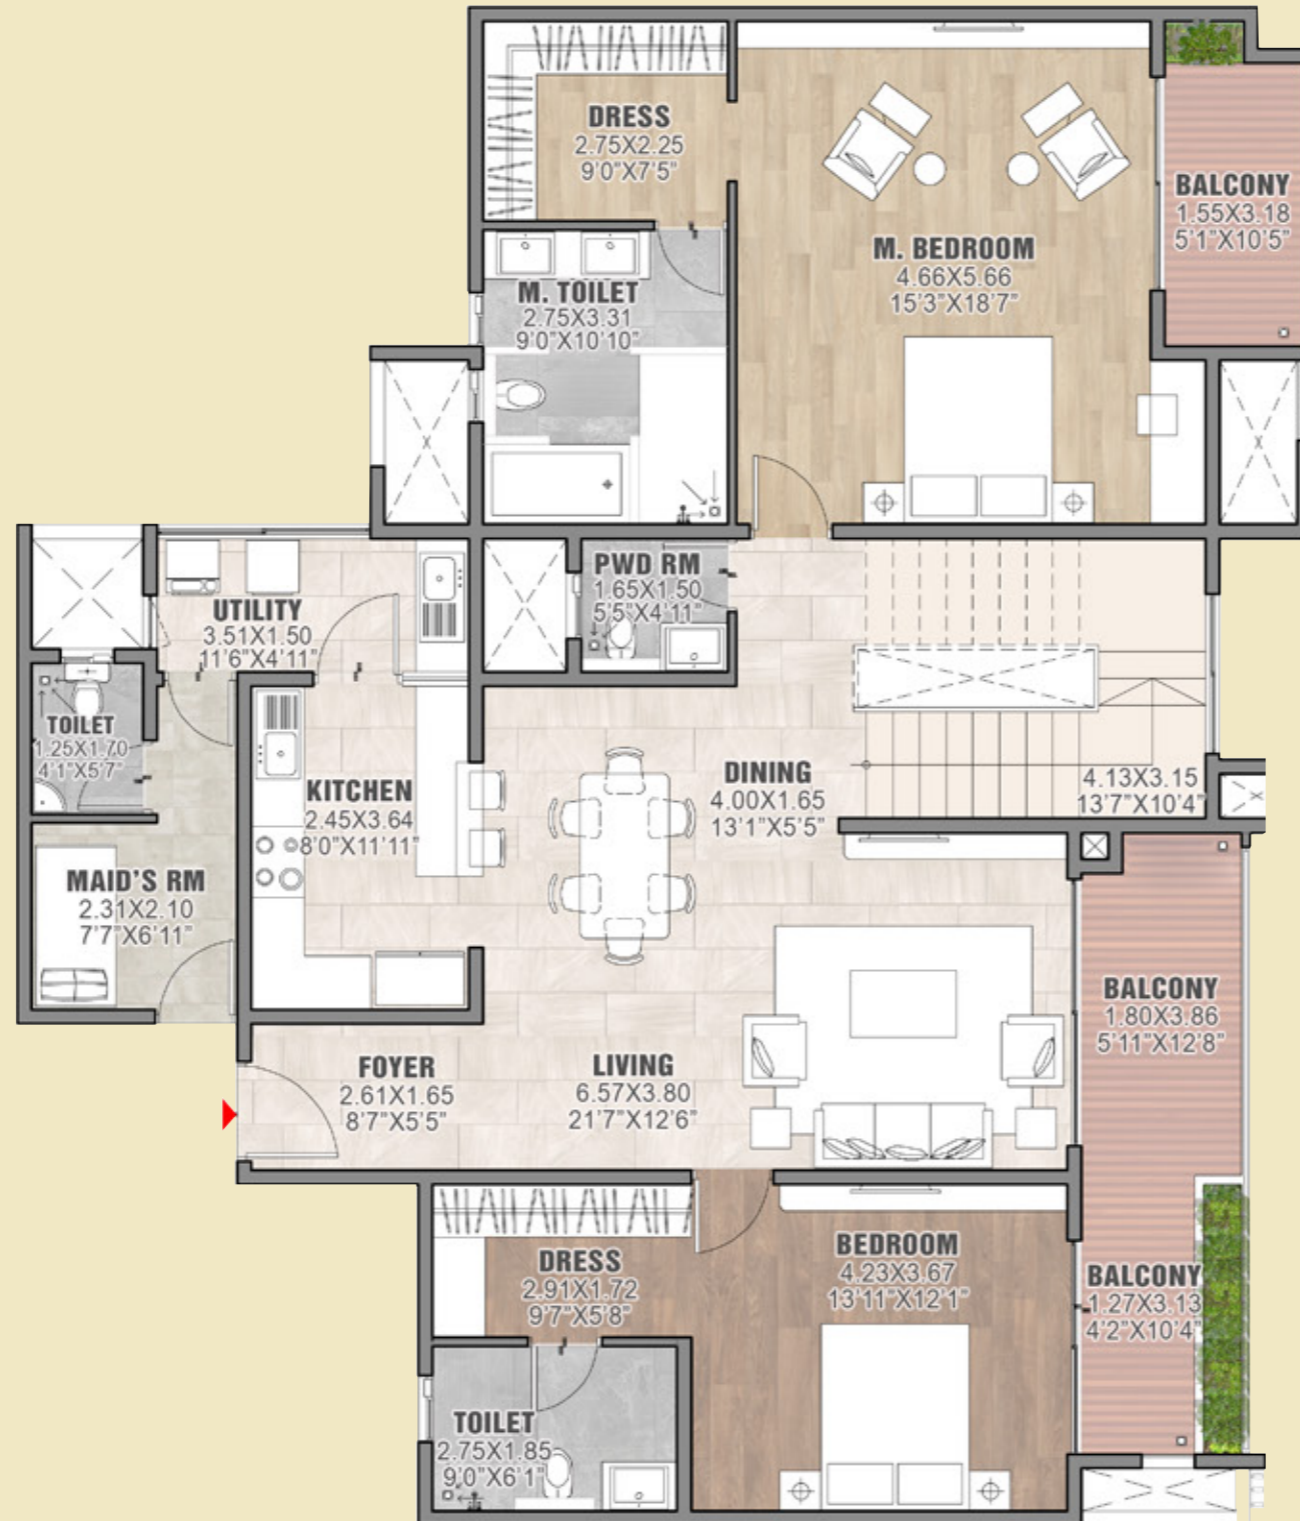 DRESS
2.75X2.25
9'0"X7'5"
BALCONY
1.55X3.18
5'1"X10'5"
M. BEDROOM
4.66X5.66
15'3"X18'7"
M. TOILET
2.75X3.31
9'0"X10'10"
PWD RM
1.65X1.50
5'5"X4'11"
UTILITY
3.51X1.50
11'6"X4'11"
TOILET
1.25X1.70
4'1"X5'7"
KITCHEN
2.45X3.64
8'0"X11'11"
DINING
4.00X1.65
13'1"X5'5"
4.13X3.15
13'7"X10'4"
MAID'S RM
2.31X2.10
7'7"X6'11"
BALCONY
1.80X3.86
5'11"X12'8"
FOYER
2.61X1.65
8'7"X5'5"
LIVING
6.57X3.80
21'7"X12'6"
DRESS
2.91X1.72
9'7"X5'8"
BEDROOM
4.23X3.67
13'11"X12'1"
BALCONY
1.27X3.13
4'2"X10'4"
TOILET
2.75X1.85
9'0"X6'1"